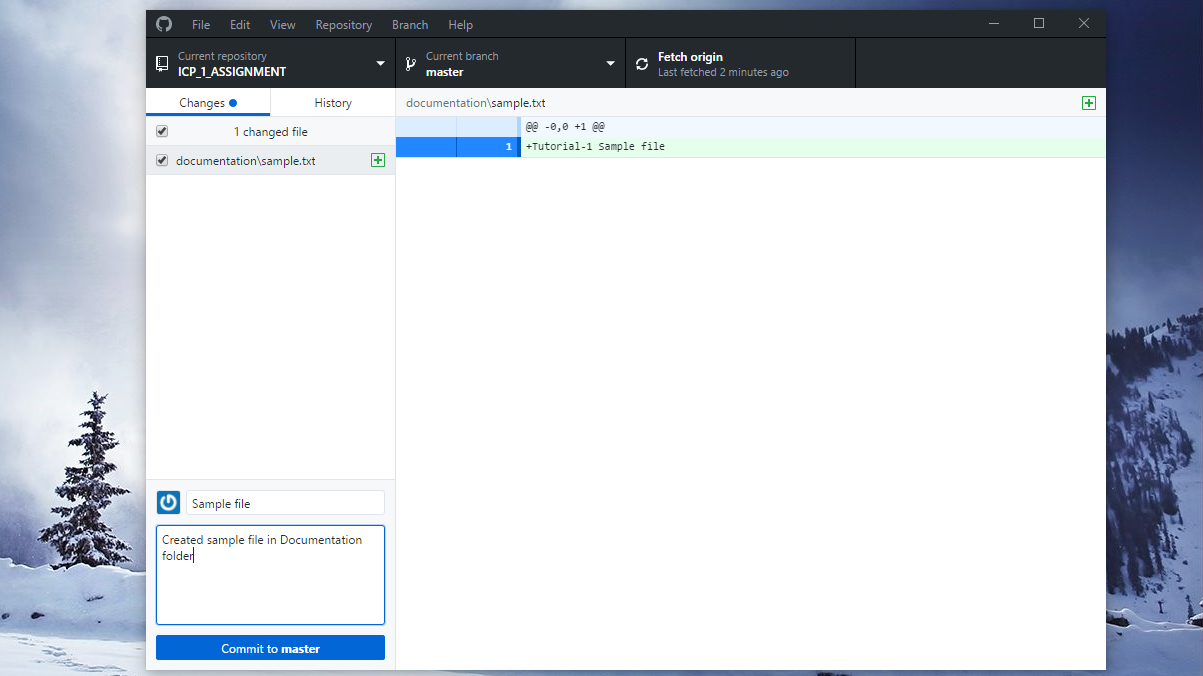 File Edit View Repository Branch Help
Current repository
ICP_1_ASSIGNMENT
Current branch
master
Fetch origin
Last fetched 2 minutes ago
Changes
History
documentation\sample.txt
1 changed file
documentation\sample.txt
@@ -0,0 +1 @@
1 +Tutorial-1 Sample file
Sample file
Created sample file in Documentation
folder
Commit to master